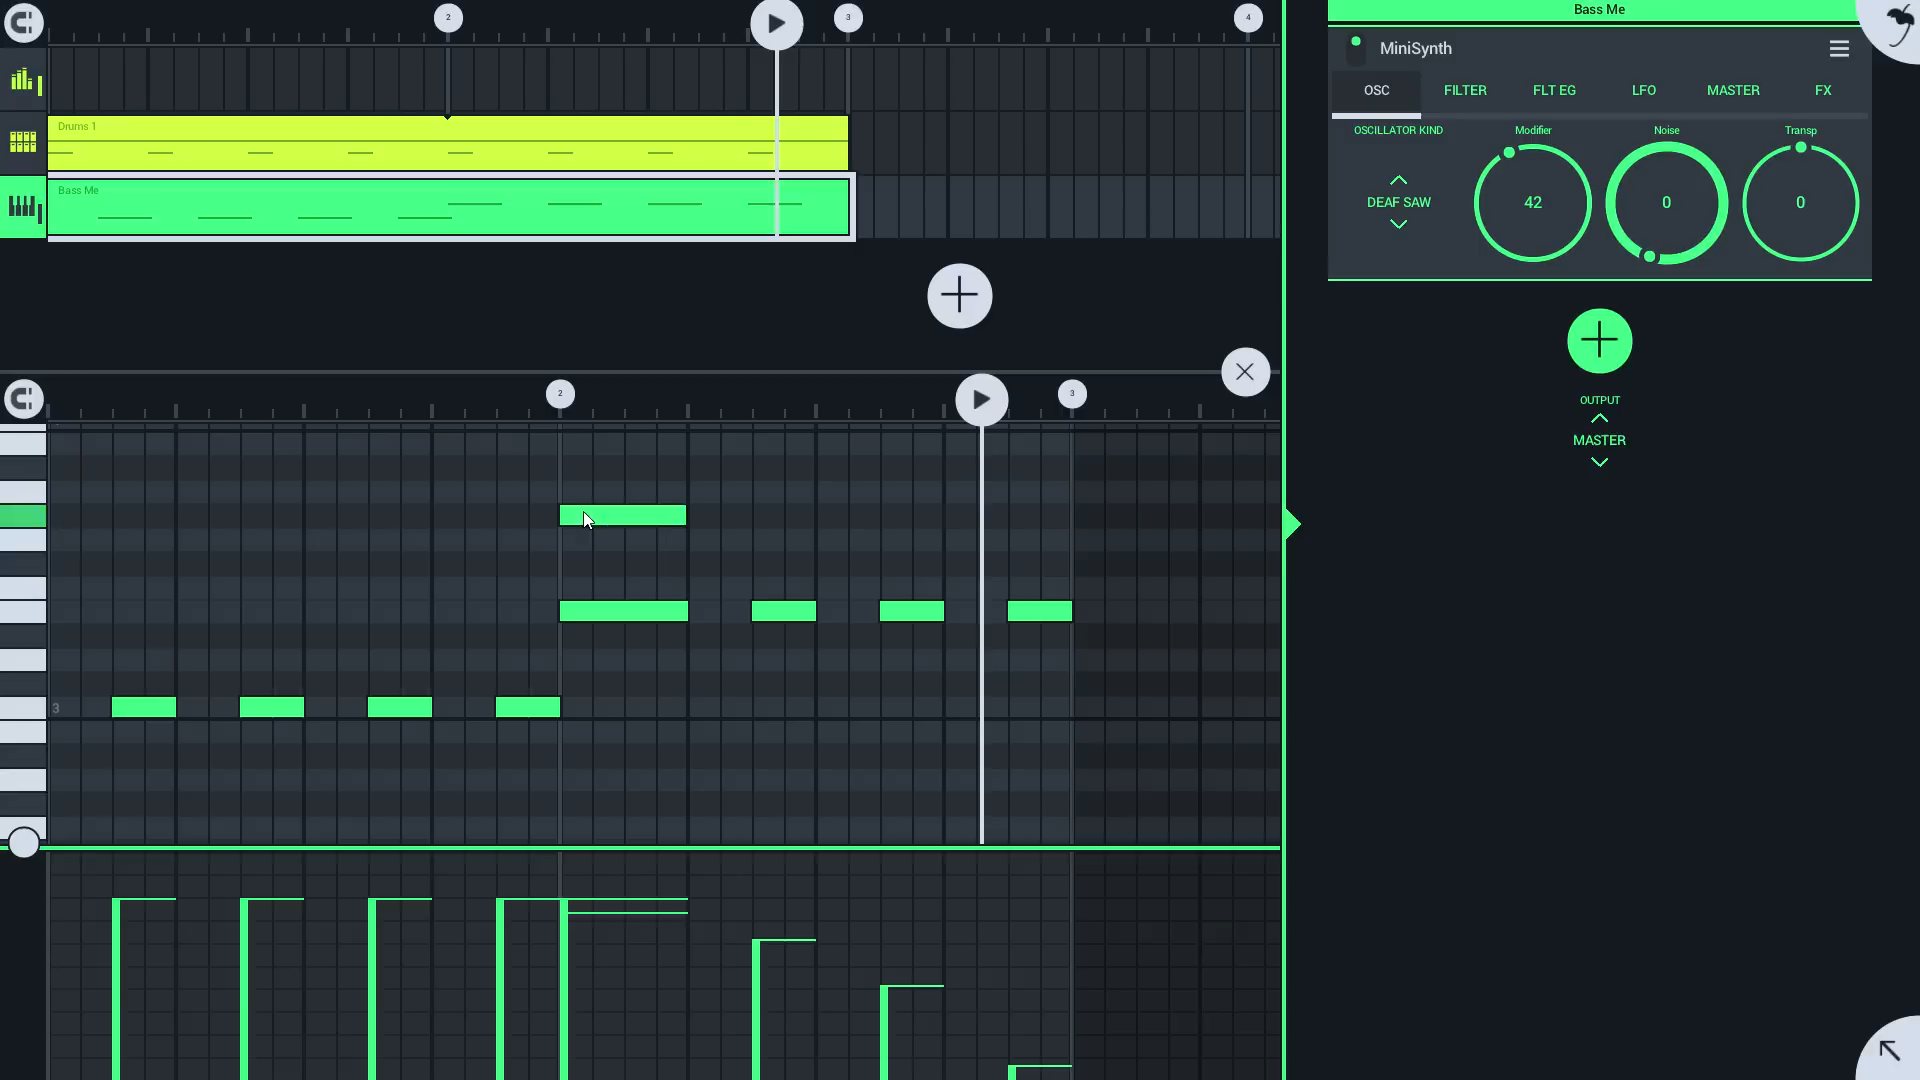 2
3
4
Bass Me
MiniSynth
OSC
FILTER
FLT EG
LFO
MASTER
FX
Drums 1
OSCILLATOR KIND
Modifier
Noise
Transp
Bass Me
DEAF SAW
42
0
0
2
3
OUTPUT
MASTER
3